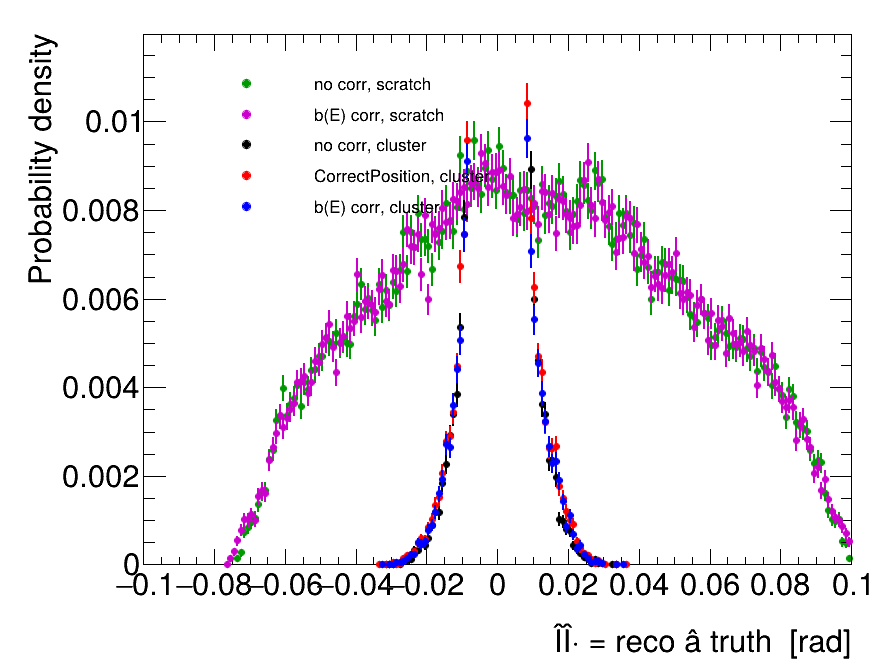 Probability density
0.01
0.008
0.006
0.004
0.002
0
no corr, scratch
b(E) corr, scratch
no corr, cluster
CorrectPosition, cluster
b(E) corr, cluster
−0.1 −0.08 −0.06 −0.04 −0.02 0 0.02 0.04 0.06 0.08 0.1
ÎÎ· = reco â truth [rad]